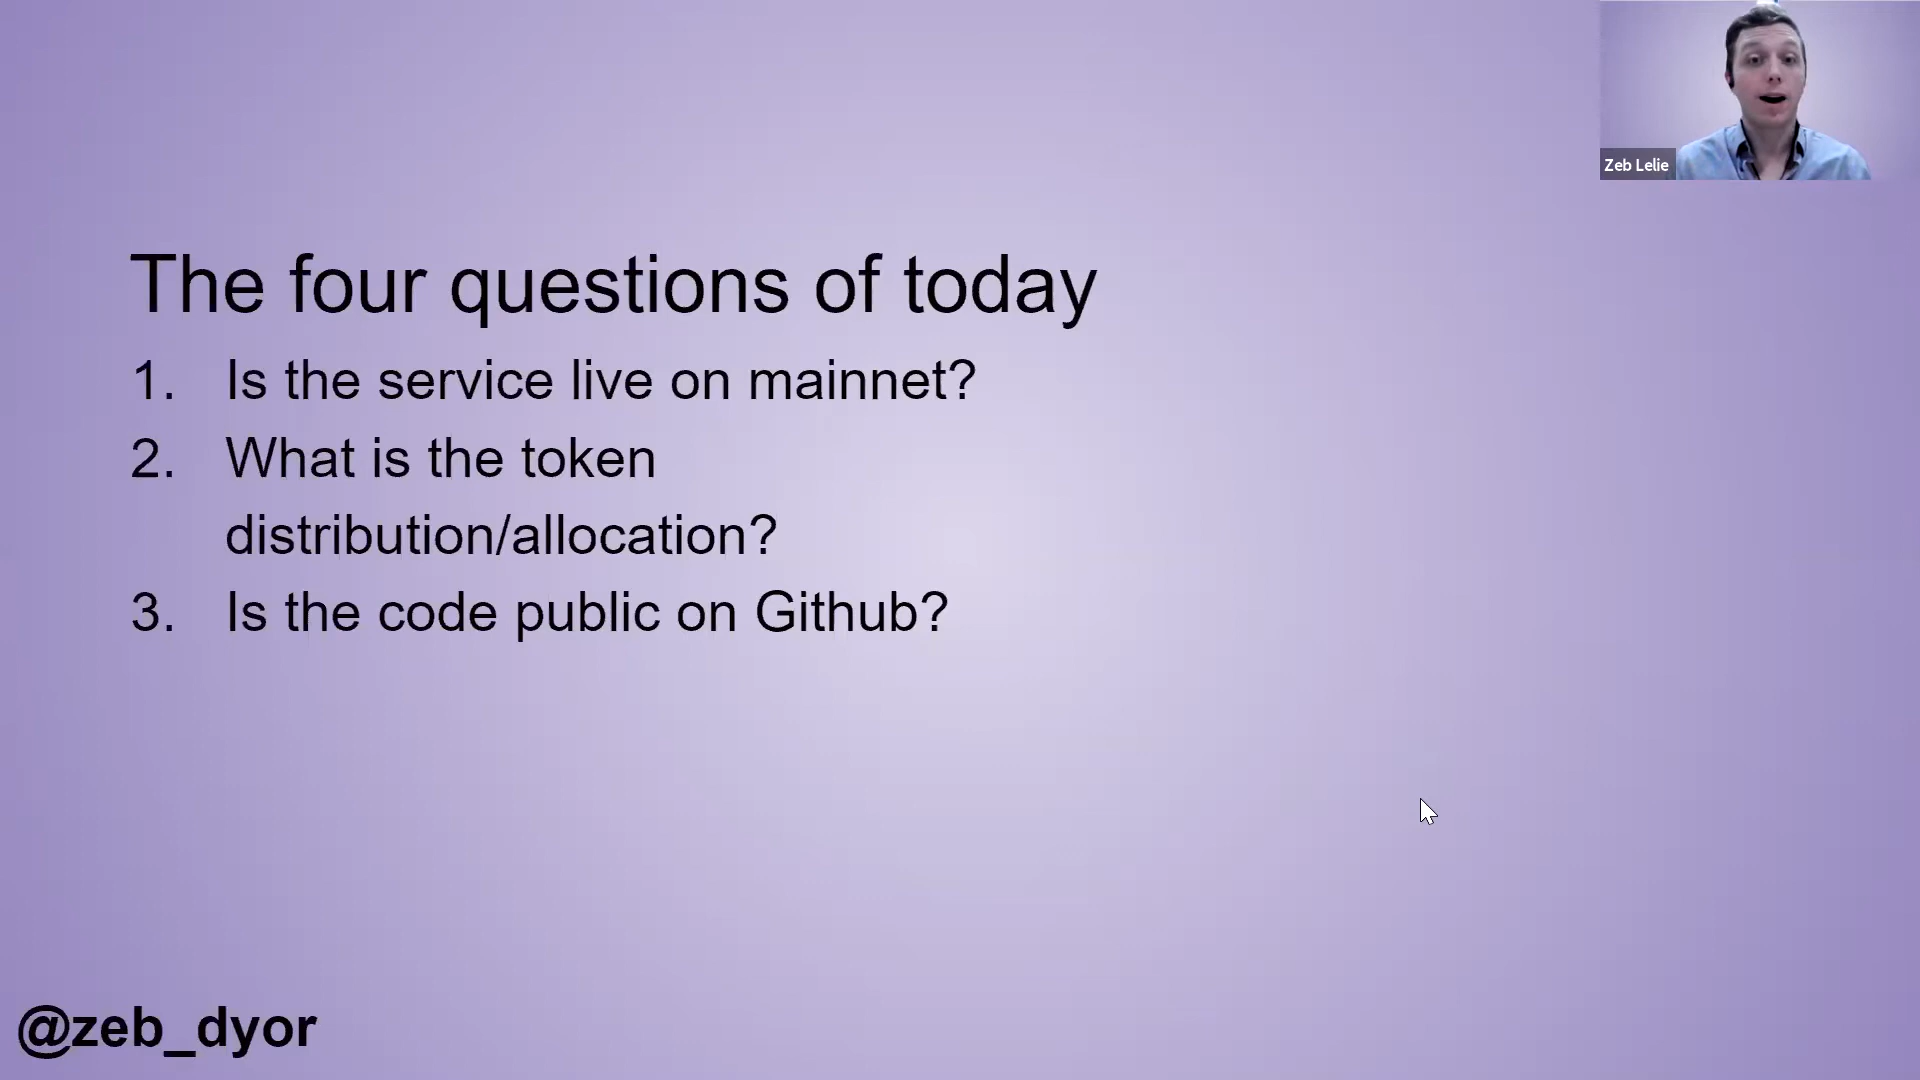 Zeb Lelie
The four questions of today
1. Is the service live on mainnet?
2. What is the token
distribution/allocation?
3. Is the code public on Github?
@zeb_dyor